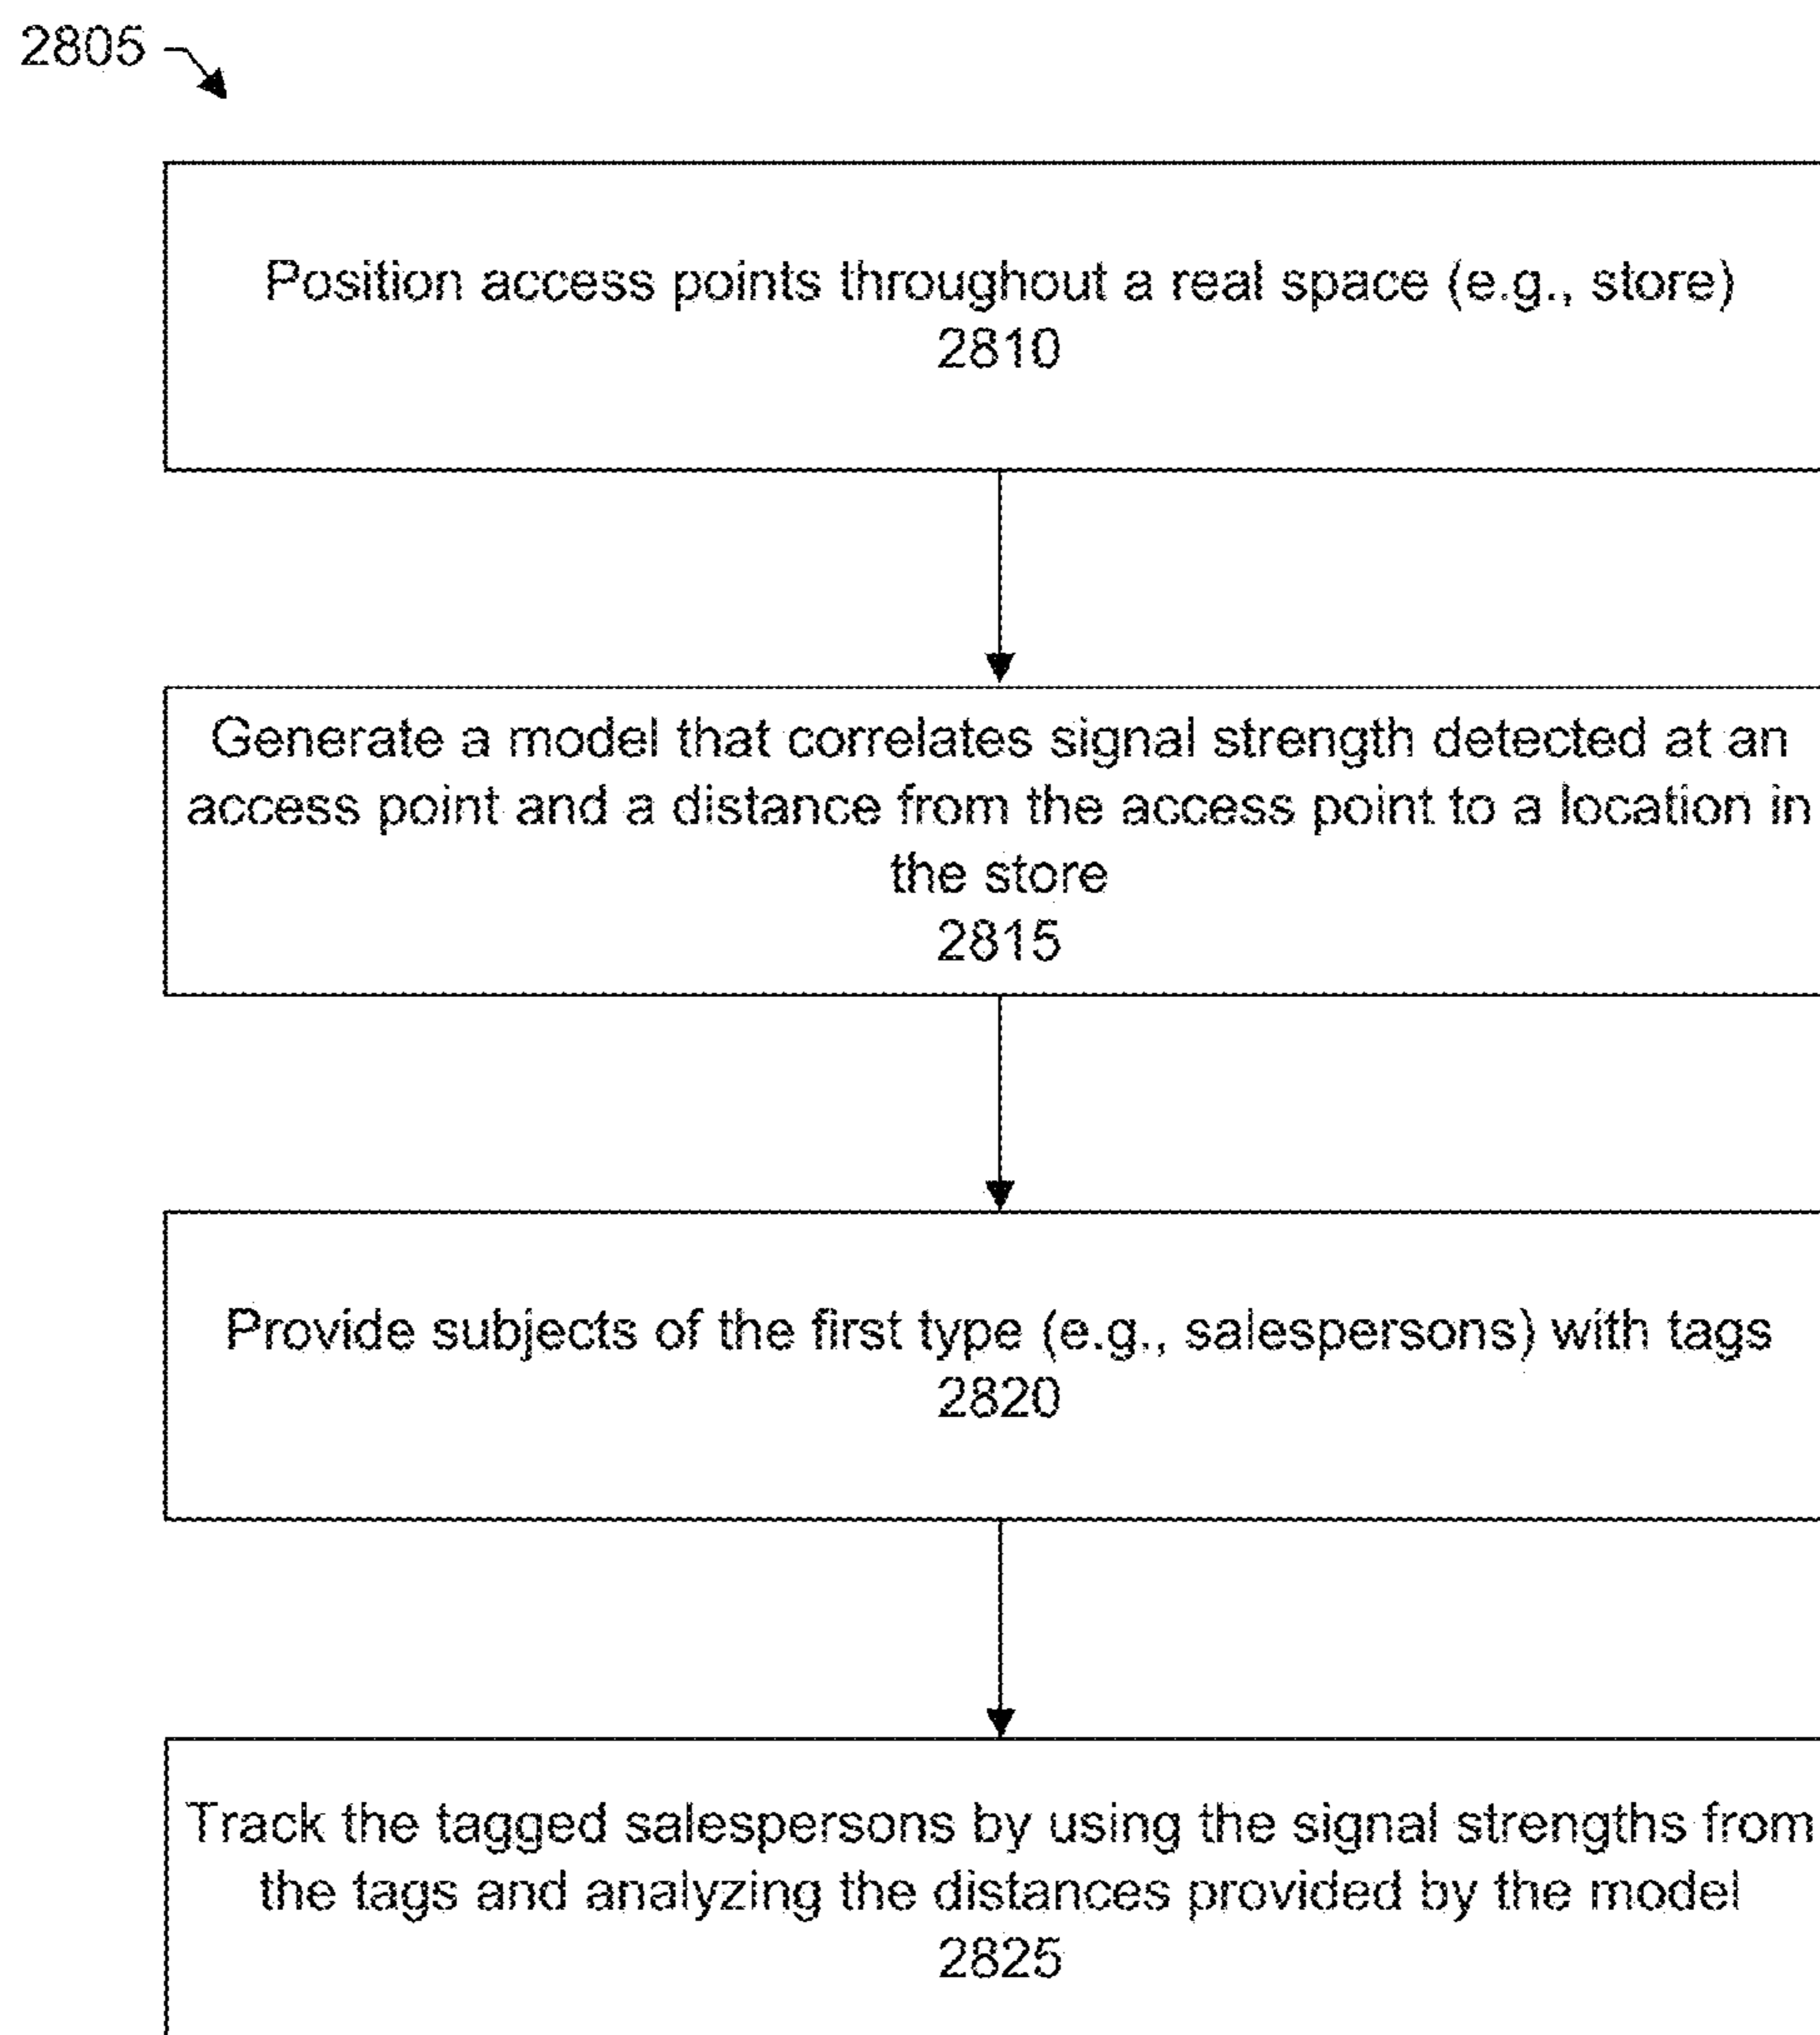 2805
Position access points throughout a real space (e.g., store)
2810
Generate a model that correlates signal strength detected at an
access point and a distance from the access point to a location in
the store
2815
Provide subjects of the first type (e.g., salespersons) with tags
2820
Track the tagged salespersons by using the signal strengths from
the tags and analyzing the distances provided by the model
2825